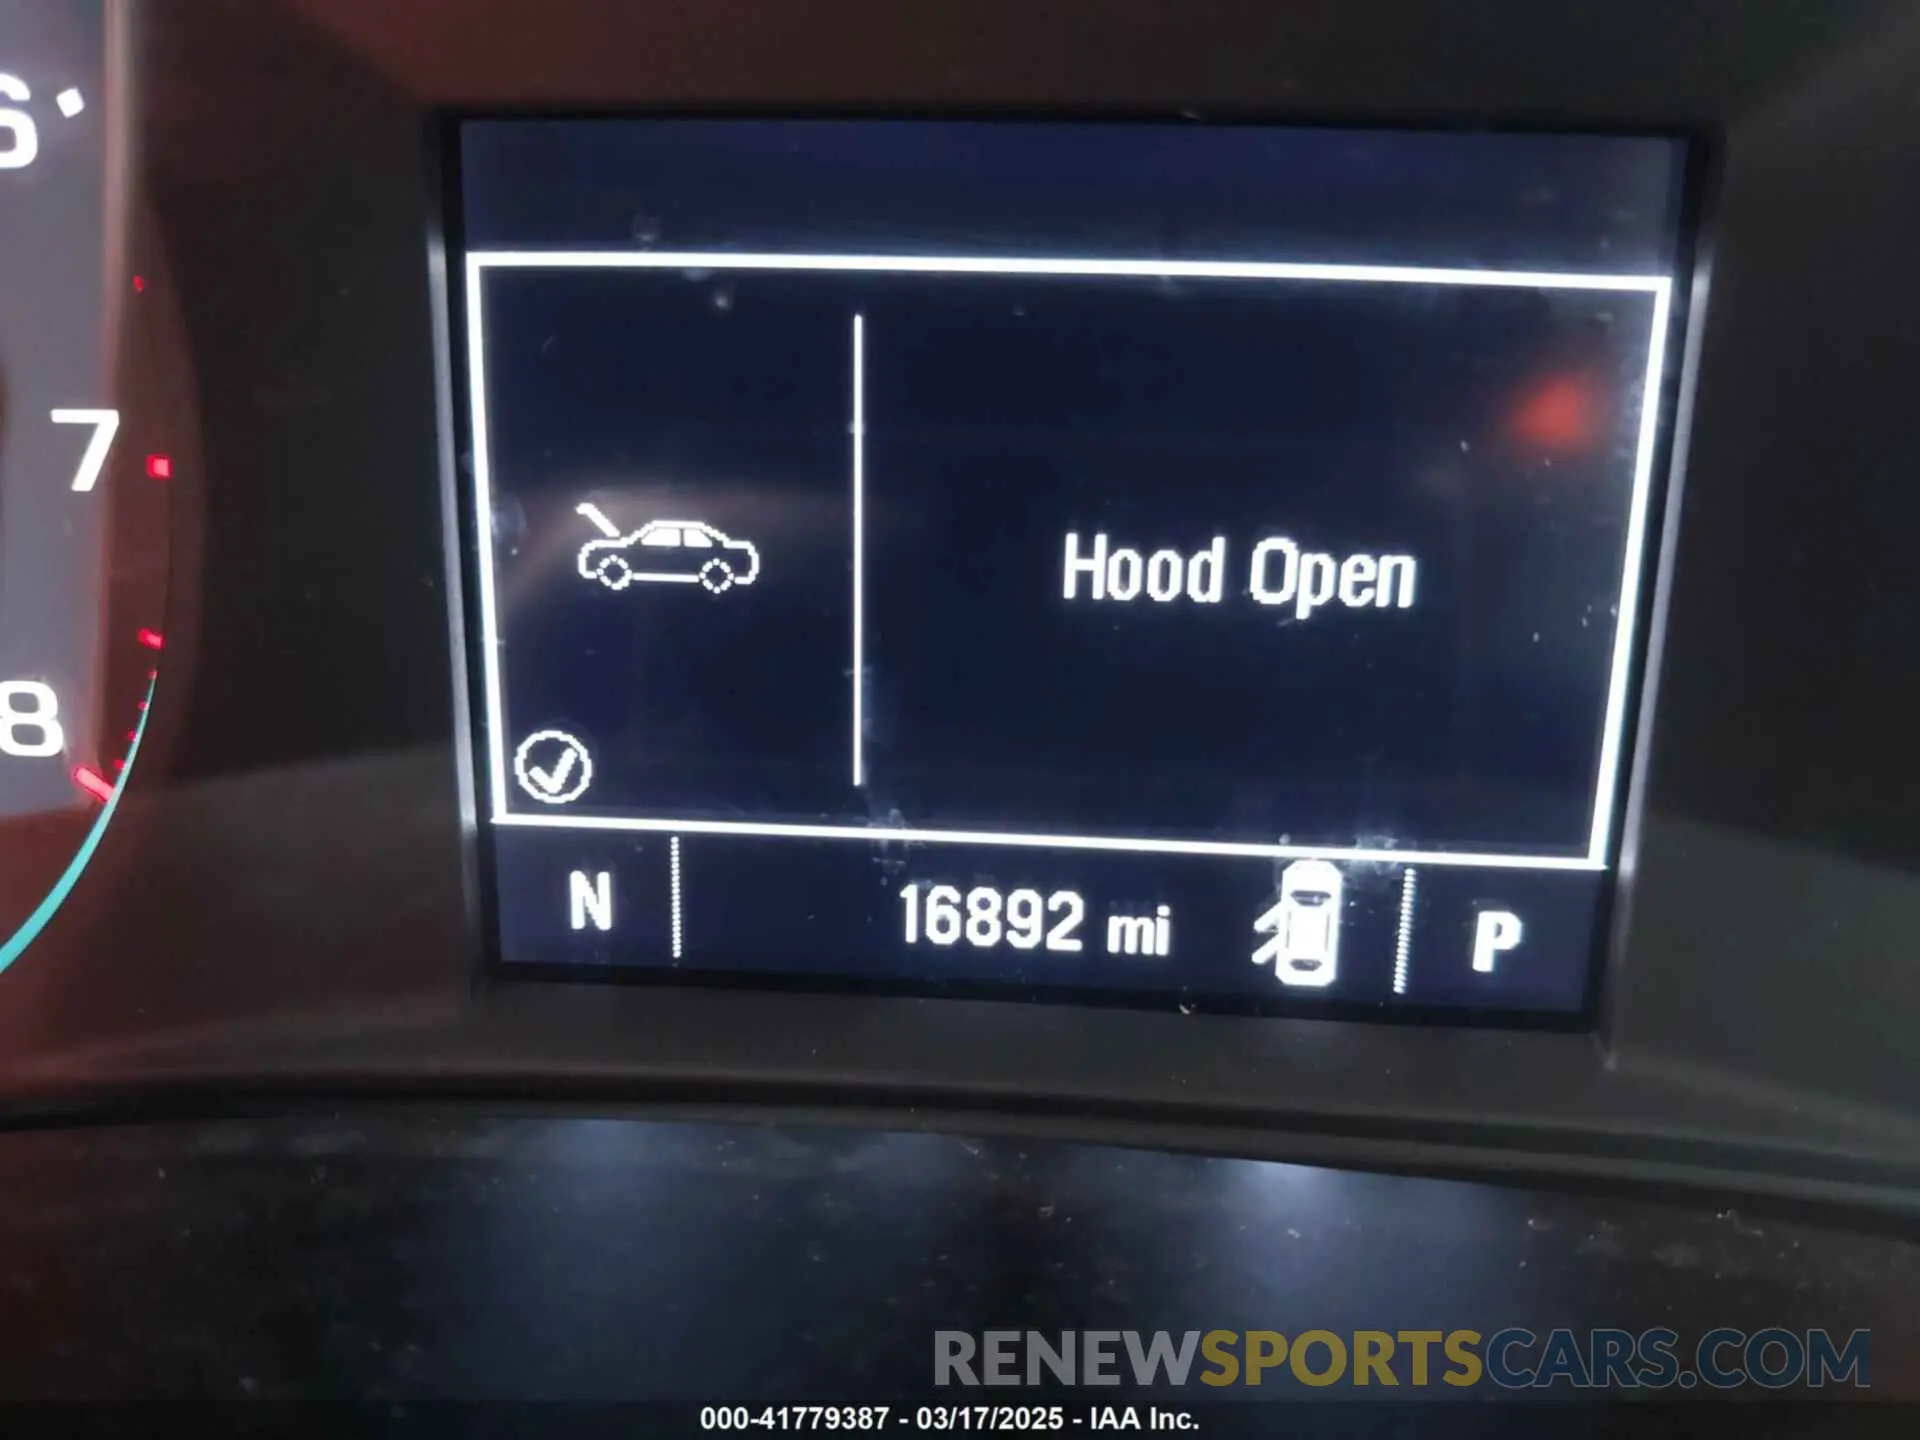 6
7
8
Hood Open
N
16892 mi
P
RENEWSPORTSCARS.COM
000-41779387 - 03/17/2025 - IAA Inc.